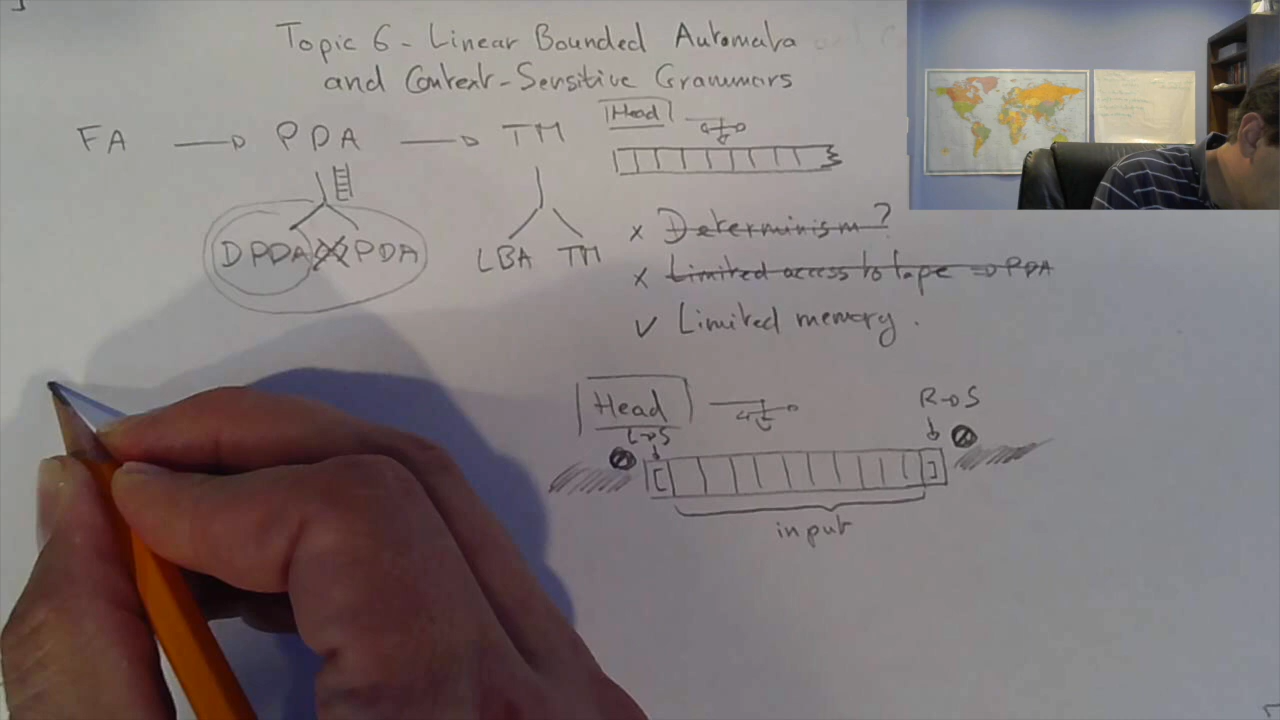 Topic 6 - Linear Bounded Automata
and Context-Sensitive Grammars
FA → PDA → TM
Head
DPDA NPDA
LBA TM
x Determinism?
x Limited access to tape ⇒ PDA
v Limited memory.
Head
L→S
R→S
[ ]
input